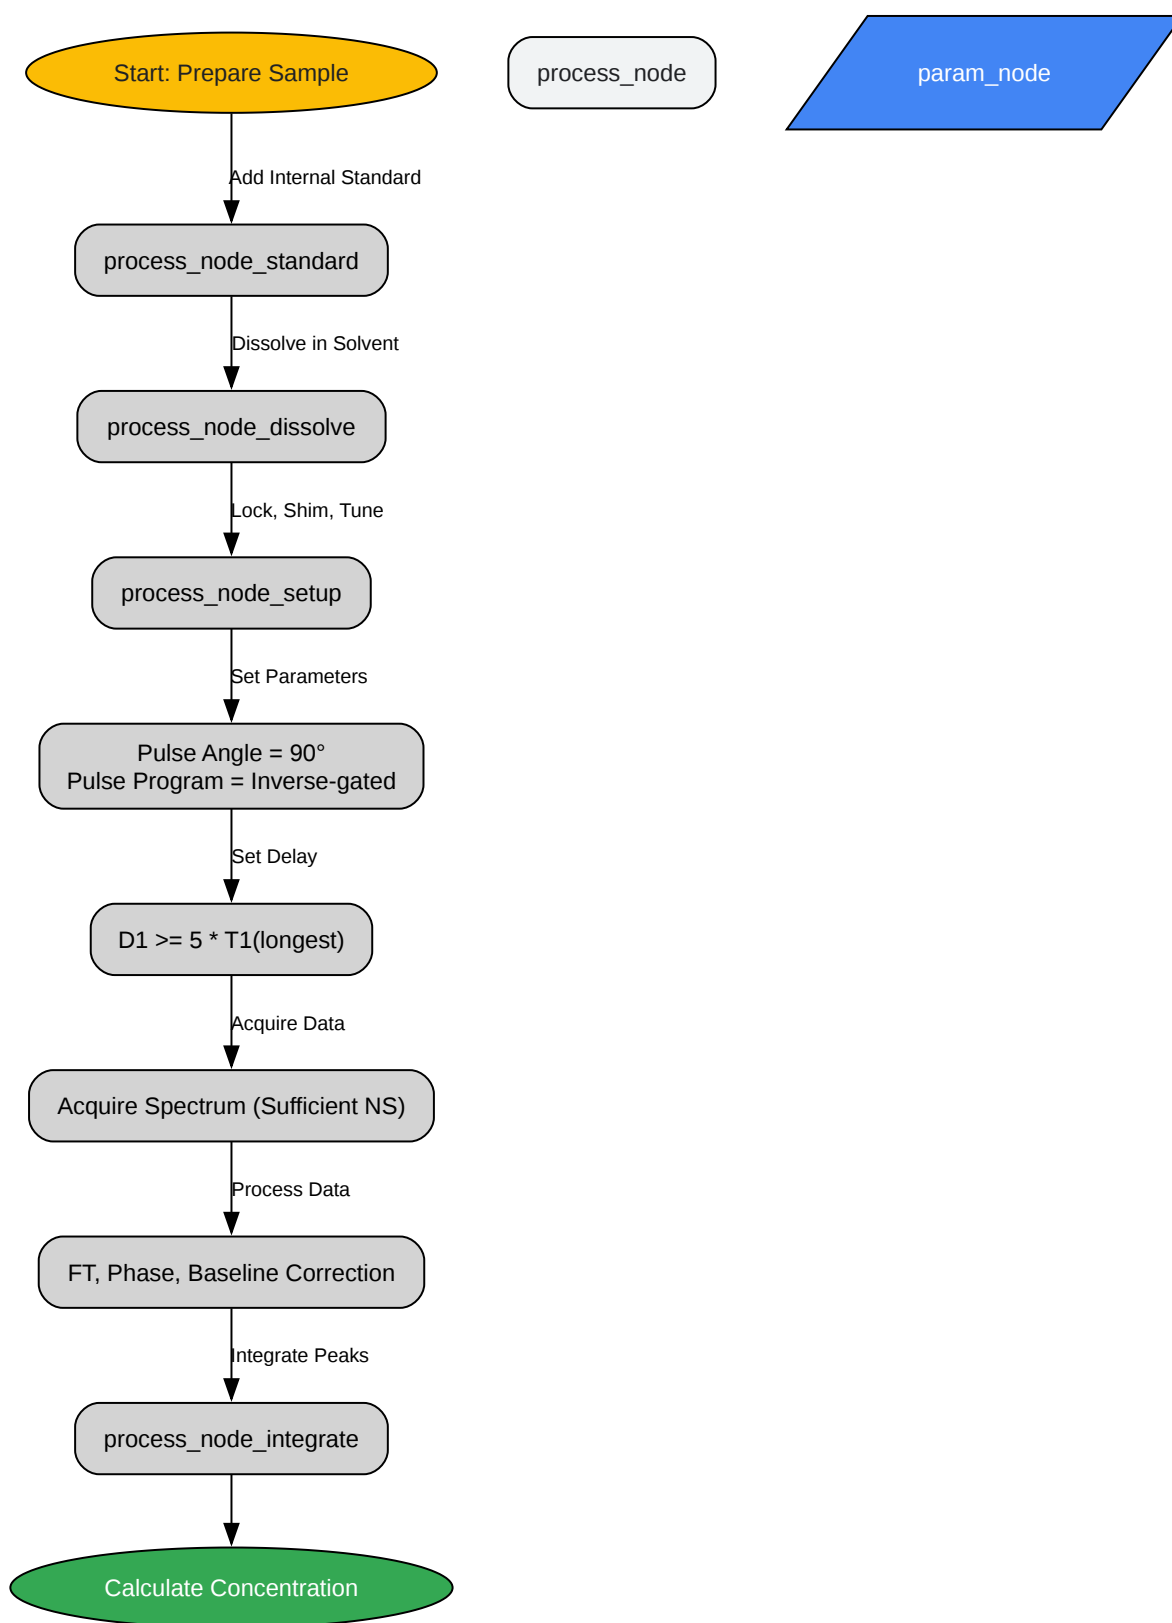 Start: Prepare Sample
process_node
param_node
Add Internal Standard
process_node_standard
Dissolve in Solvent
process_node_dissolve
Lock, Shim, Tune
process_node_setup
Set Parameters
Pulse Angle = 90°
Pulse Program = Inverse-gated
Set Delay
D1 >= 5 * T1(longest)
Acquire Data
Acquire Spectrum (Sufficient NS)
Process Data
FT, Phase, Baseline Correction
Integrate Peaks
process_node_integrate
Calculate Concentration